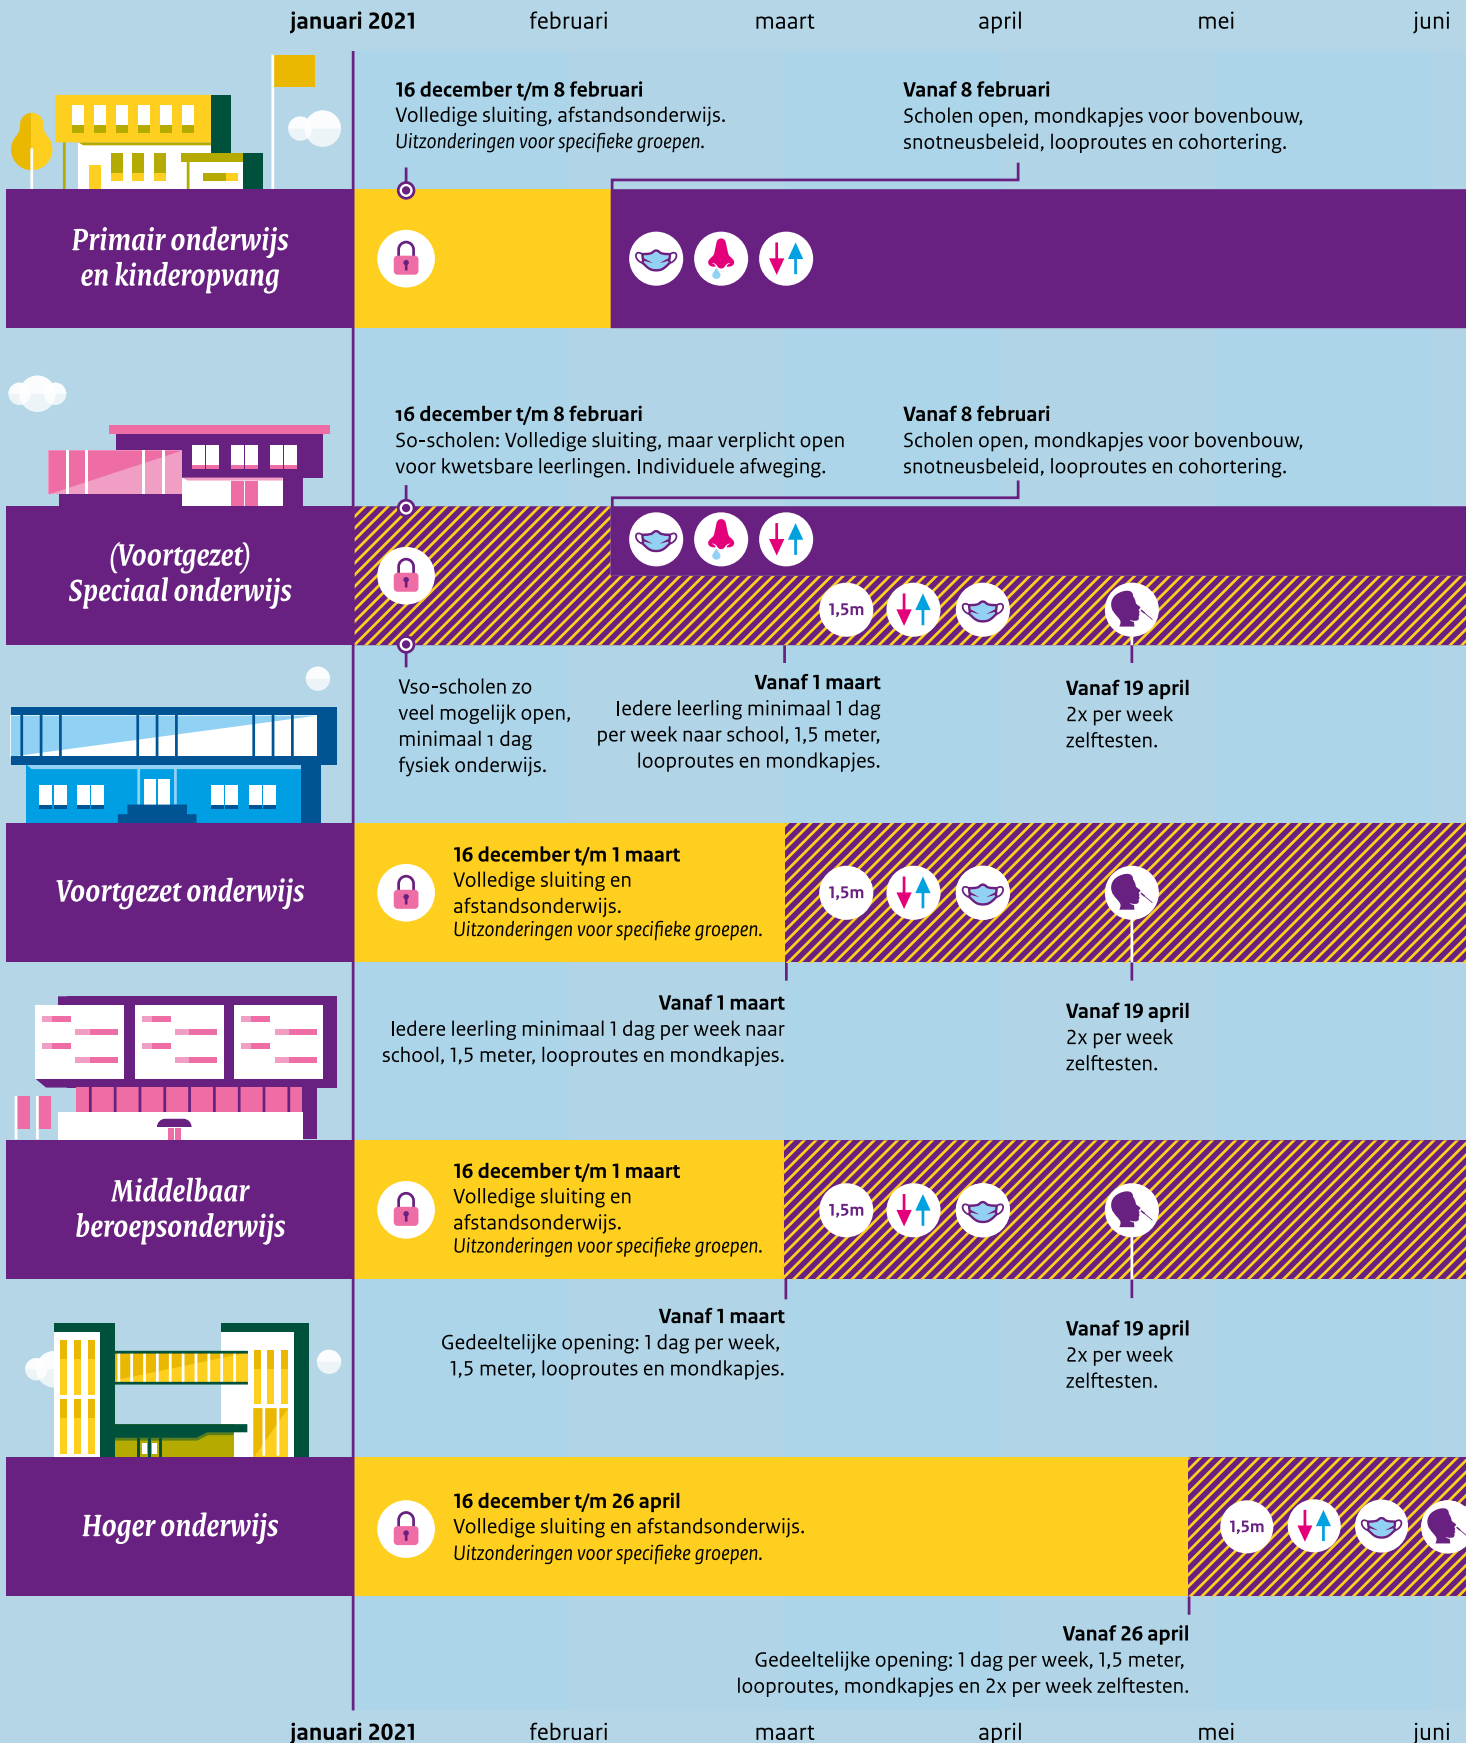 januari 2021 februari maart april mei juni
16 december t/m 8 februari
Volledige sluiting, afstandsonderwijs.
Uitzonderingen voor specifieke groepen.
Vanaf 8 februari
Scholen open, mondkapjes voor bovenbouw,
snotneusbeleid, looproutes en cohortering.
Primair onderwijs
en kinderopvang
16 december t/m 8 februari
So-scholen: Volledige sluiting, maar verplicht open
voor kwetsbare leerlingen. Individuele afweging.
Vanaf 8 februari
Scholen open, mondkapjes voor bovenbouw,
snotneusbeleid, looproutes en cohortering.
(Voortgezet)
Speciaal onderwijs
1,5m
Vso-scholen zo
veel mogelijk open,
minimaal 1 dag
fysiek onderwijs.
Vanaf 1 maart
Iedere leerling minimaal 1 dag
per week naar school, 1,5 meter,
looproutes en mondkapjes.
Vanaf 19 april
2x per week
zelftesten.
Voortgezet onderwijs
16 december t/m 1 maart
Volledige sluiting en
afstandsonderwijs.
Uitzonderingen voor specifieke groepen.
1,5m
Vanaf 1 maart
Iedere leerling minimaal 1 dag per week naar
school, 1,5 meter, looproutes en mondkapjes.
Vanaf 19 april
2x per week
zelftesten.
Middelbaar
beroepsonderwijs
16 december t/m 1 maart
Volledige sluiting en
afstandsonderwijs.
Uitzonderingen voor specifieke groepen.
1,5m
Vanaf 1 maart
Gedeeltelijke opening: 1 dag per week,
1,5 meter, looproutes en mondkapjes.
Vanaf 19 april
2x per week
zelftesten.
Hoger onderwijs
16 december t/m 26 april
Volledige sluiting en afstandsonderwijs.
Uitzonderingen voor specifieke groepen.
1,5m
Vanaf 26 april
Gedeeltelijke opening: 1 dag per week, 1,5 meter,
looproutes, mondkapjes en 2x per week zelftesten.
januari 2021 februari maart april mei juni